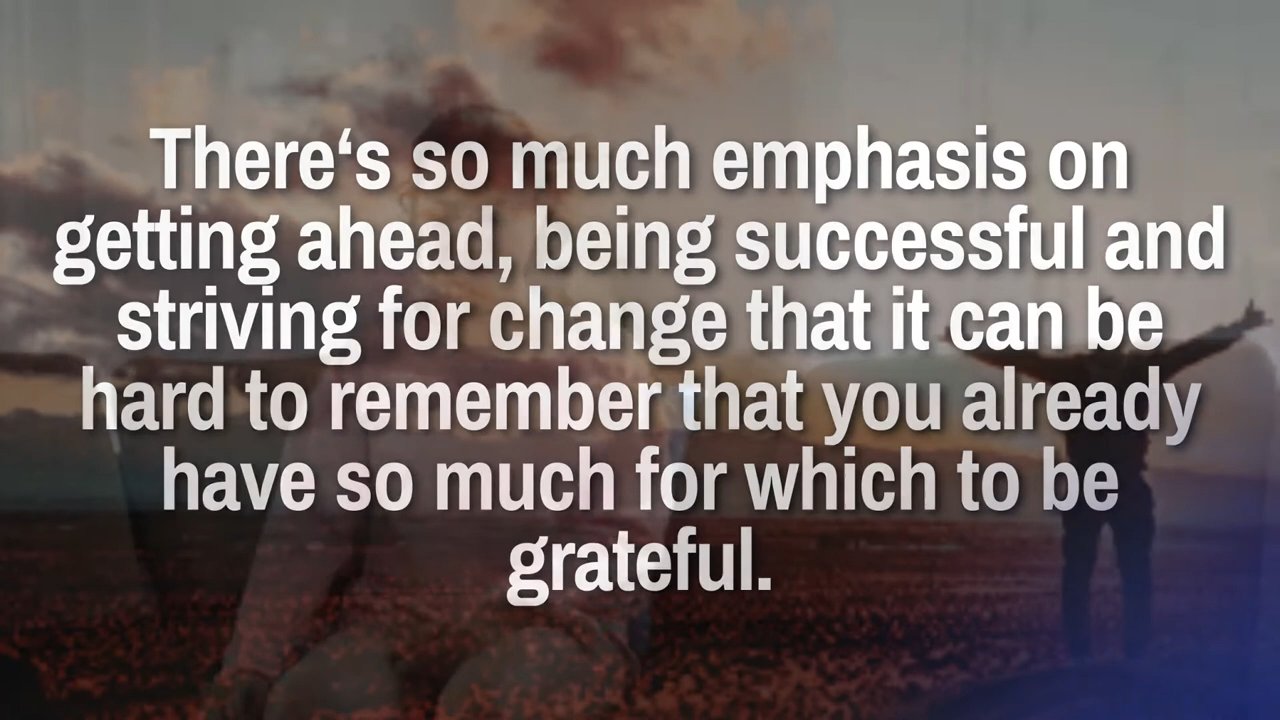 There‘s so much emphasis on
getting ahead, being successful and
striving for change that it can be
hard to remember that you already
have so much for which to be
grateful.